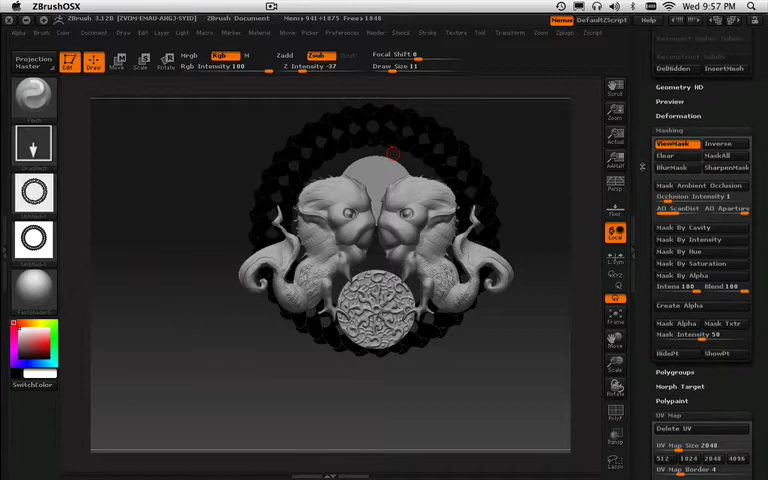 ZBrushOSX
Wed 9:57 PM
ZBrush 3.12B [ZVOM-EMAU-ANGJ-SYID]
ZBrush Document
Mem:941+1075
Free:1848
Menus
DefaultZScript
Help
Alpha
Brush
Color
Document
Draw
Edit
Layer
Light
Macro
Marker
Material
Movie
Picker
Preferences
Render
Stencil
Stroke
Texture
Tool
Transform
Zoom
Zplugin
Zscript
Projection Master
Edit
Draw
Move
Scale
Rotate
Mrgb
Rgb
M
Rgb Intensity 100
Zadd
Zsub
Z Intensity -37
Focal Shift 0
Draw Size 11
Pinch
DragRect
SwitchColor
Scroll
Zoom
Actual
AAHalf
Persp
Floor
Local
L.Sym
Frame
Move
Scale
Rotate
PolyF
Transp
Lasso
DelHidden
InsertMesh
Geometry HD
Preview
Deformation
Masking
ViewMask
Inverse
Clear
MaskAll
BlurMask
SharpenMask
Mask Ambient Occlusion
Occlusion Intensity 1
AO ScanDist
AO Aperture
Mask By Cavity
Mask By Intensity
Mask By Hue
Mask By Saturation
Mask By Alpha
Intens 100
Blend 100
Create Alpha
Mask Alpha
Mask Txtr
Mask Intensity 50
HidePt
ShowPt
Polygroups
Morph Target
Polypaint
UV Map
Delete UV
UV Map Size 2048
512
1024
2048
4096
UV Map Border 4